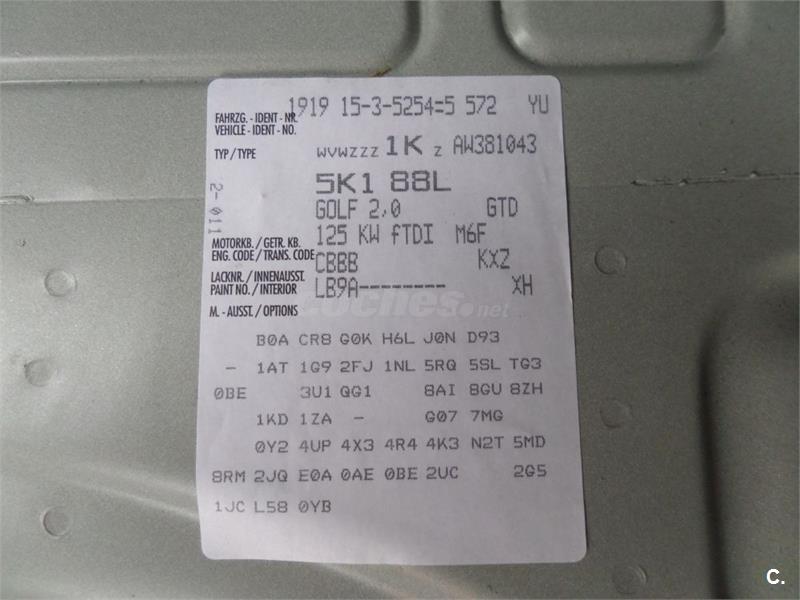 1919 15-3-5254=5 572 YU
FAHRZG. - IDENT - NR.
VEHICLE - IDENT - NO.
TYP / TYPE WVWZZZ 1K Z AW381043
5K1 88L
2- 011
GOLF 2,0 GTD
125 KW fTDI M6F
MOTORKB. / GETR. KB.
ENG. CODE / TRANS. CODE CBBB KXZ
LACKNR. / INNENAUSST.
PAINT NO. / INTERIOR LB9A-------- XH
coches.net
M. - AUSST. / OPTIONS
B0A CR8 G0K H6L J0N D93
- 1AT 1G9 2FJ 1NL 5RQ 5SL TG3
0BE 3U1 QG1 8AI 8GU 8ZH
1KD 1ZA - G07 7MG
0Y2 4UP 4X3 4R4 4K3 N2T 5MD
8RM 2JQ E0A 0AE 0BE 2UC 2G5
1JC L58 0YB
C.